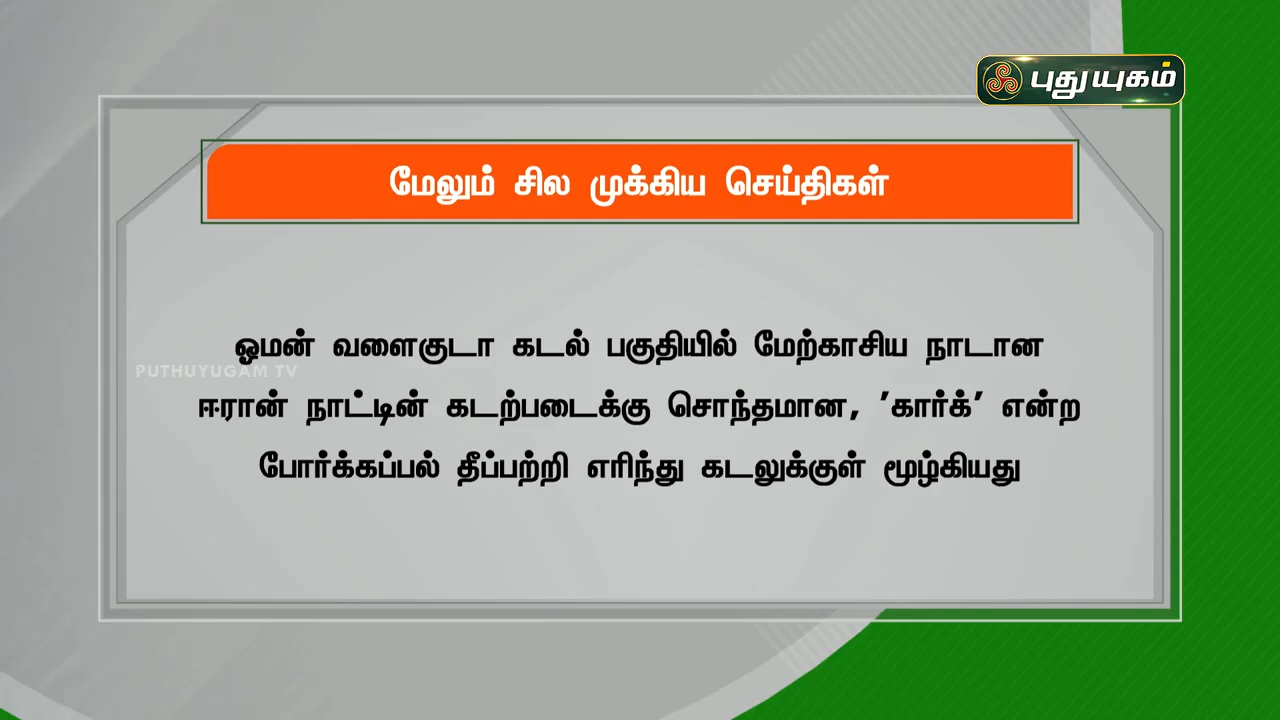 புதுயுகம்
மேலும் சில முக்கிய செய்திகள்
ஓமன் வளைகுடா கடல் பகுதியில் மேற்காசிய நாடான
PUTHUYUGAM TV
ஈரான் நாட்டின் கடற்படைக்கு சொந்தமான, 'கார்க்' என்ற
போர்க்கப்பல் தீப்பற்றி எரிந்து கடலுக்குள் மூழ்கியது